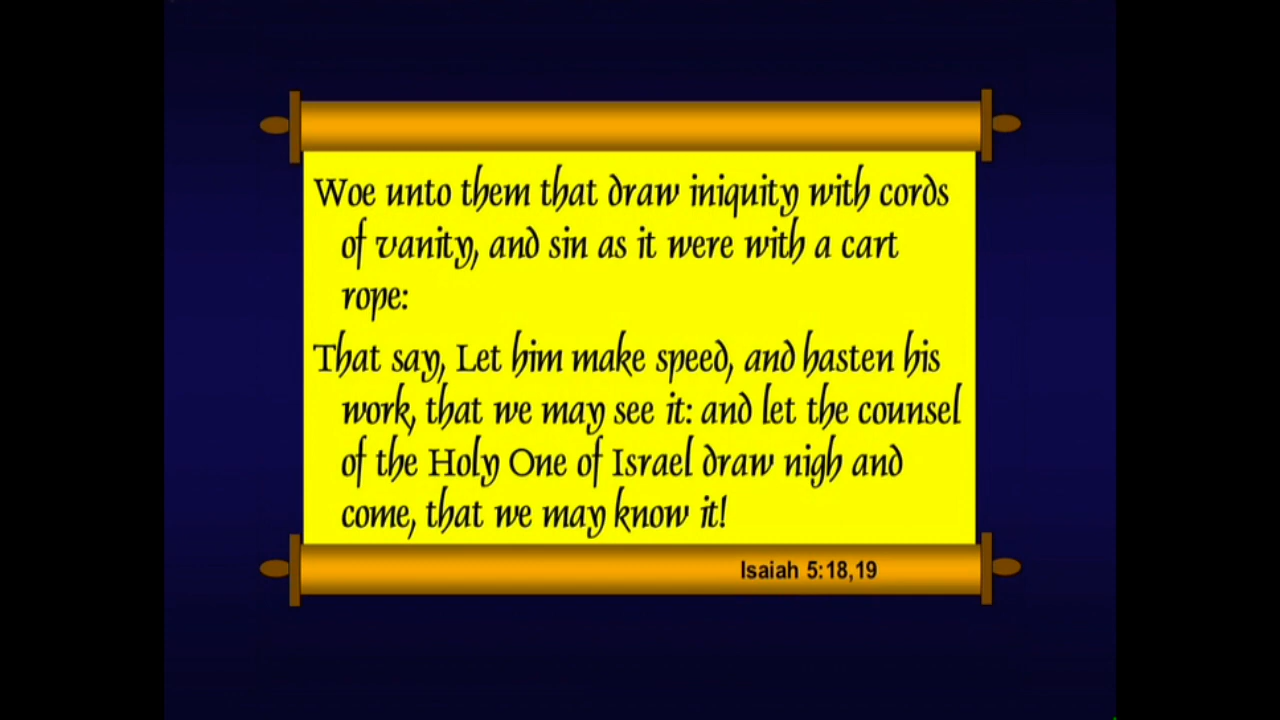 Woe unto them that draw iniquity with cords
of vanity, and sin as it were with a cart
rope:
That say, Let him make speed, and hasten his
work, that we may see it: and let the counsel
of the Holy One of Israel draw nigh and
come, that we may know it!
Isaiah 5:18,19